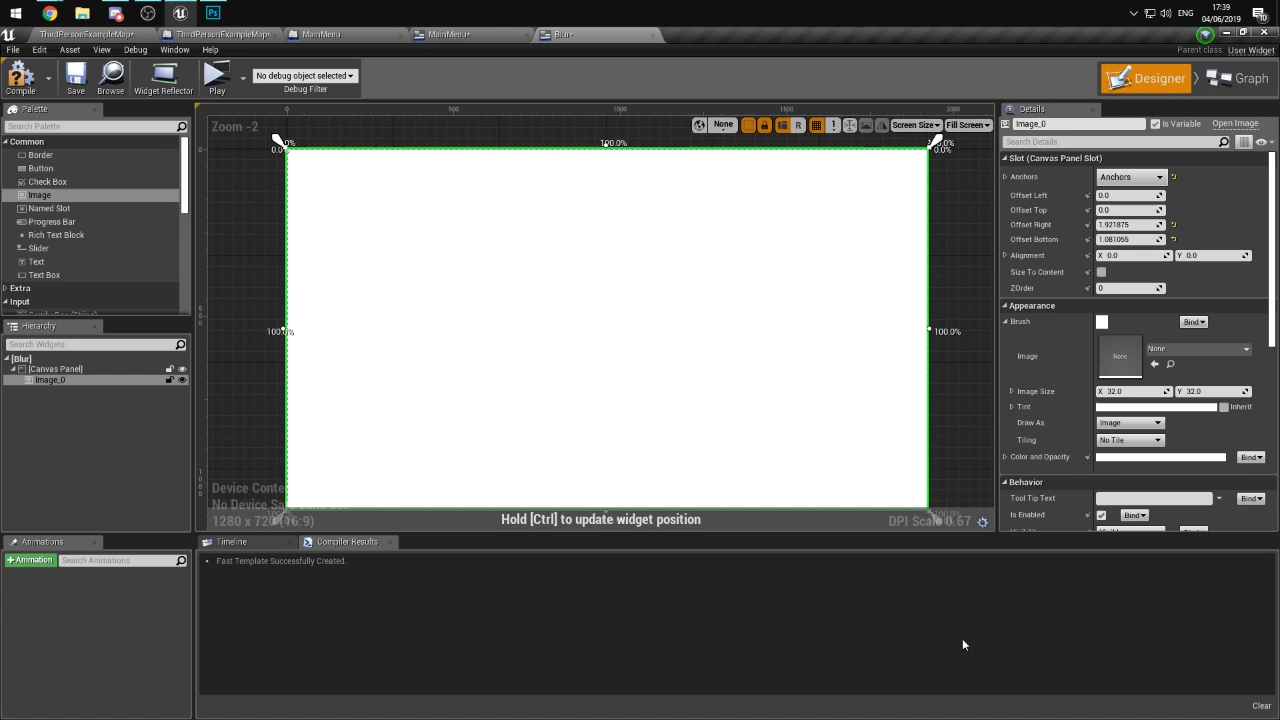 17:39
ENG
04/06/2019
10
ThirdPersonExampleMap*
ThirdPersonExampleMap*
MainMenu
MainMenu*
Blur*
File Edit Asset View Debug Window Help
Parent class: User Widget
Compile
Save
Browse
Widget Reflector
Play
No debug object selected
Debug Filter
Designer
Graph
Palette
Search Palette
Common
Border
Button
Check Box
Image
Named Slot
Progress Bar
Rich Text Block
Slider
Text
Text Box
Extra
Input
Hierarchy
Search Widgets
[Blur]
[Canvas Panel]
Image_0
Animations
+ Animation
Search Animations
0 500 1000 1500 2000
Zoom -2
None
R
Screen Size
Fill Screen
100.0%
0.0%
100.0%
100.0%
Hold [Ctrl] to update widget position
1280 x 720 (16:9)
DPI Scale 0.67
Timeline
Compiler Results
Fast Template Successfully Created.
Clear
Details
Image_0
Is Variable
Open Image
Search Details
Slot (Canvas Panel Slot)
Anchors
Anchors
Offset Left 0.0
Offset Top 0.0
Offset Right 1.921875
Offset Bottom 1.081055
Alignment X 0.0 Y 0.0
Size To Content
ZOrder 0
Appearance
Brush
Bind
Image
None
None
Image Size X 32.0 Y 32.0
Tint
Inherit
Draw As Image
Tiling No Tile
Color and Opacity
Bind
Behavior
Tool Tip Text
Bind
Is Enabled
Bind